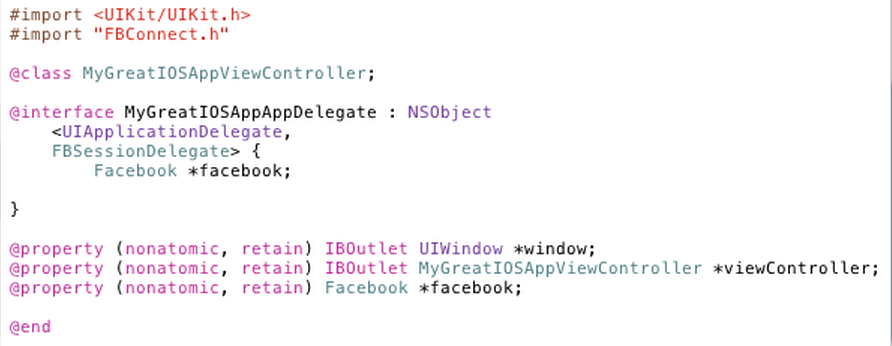 #import <UIKit/UIKit.h>
#import "FBConnect.h"
@class MyGreatIOSAppViewController;
@interface MyGreatIOSAppAppDelegate : NSObject
<UIApplicationDelegate,
FBSessionDelegate> {
Facebook *facebook;
}
@property (nonatomic, retain) IBOutlet UIWindow *window;
@property (nonatomic, retain) IBOutlet MyGreatIOSAppViewController *viewController;
@property (nonatomic, retain) Facebook *facebook;
@end